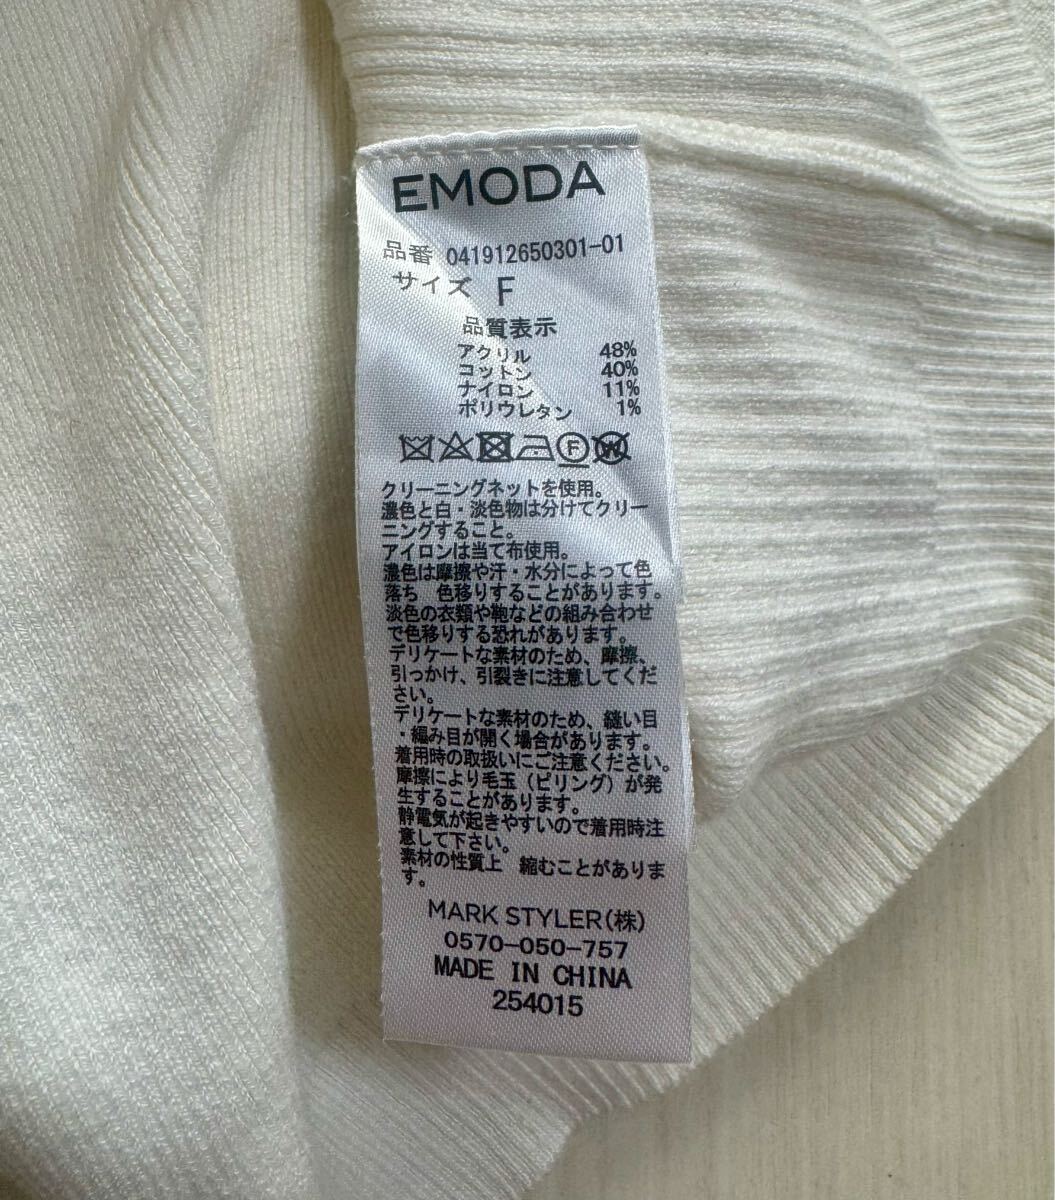 EMODA
品番 041912650301-01
サイズ F
品質表示
アクリル 48%
コットン 40%
ナイロン 11%
ポリウレタン 1%
F W
クリーニングネットを使用。
濃色と白・淡色物は分けてクリー
ニングすること。
アイロンは当て布使用。
濃色は摩擦や汗・水分によって色
落ち 色移りすることがあります。
淡色の衣類や鞄などの組み合わせ
で色移りする恐れがあります。
デリケートな素材のため、摩擦、
引っかけ、引裂きに注意してくだ
さい。
デリケートな素材のため、縫い目
・編み目が開く場合があります。
着用時の取扱いにご注意ください。
摩擦により毛玉（ピリング）が発
生することがあります。
静電気が起きやすいので着用時注
意して下さい。
素材の性質上 縮むことがありま
す。
MARK STYLER(株)
0570-050-757
MADE IN CHINA
254015